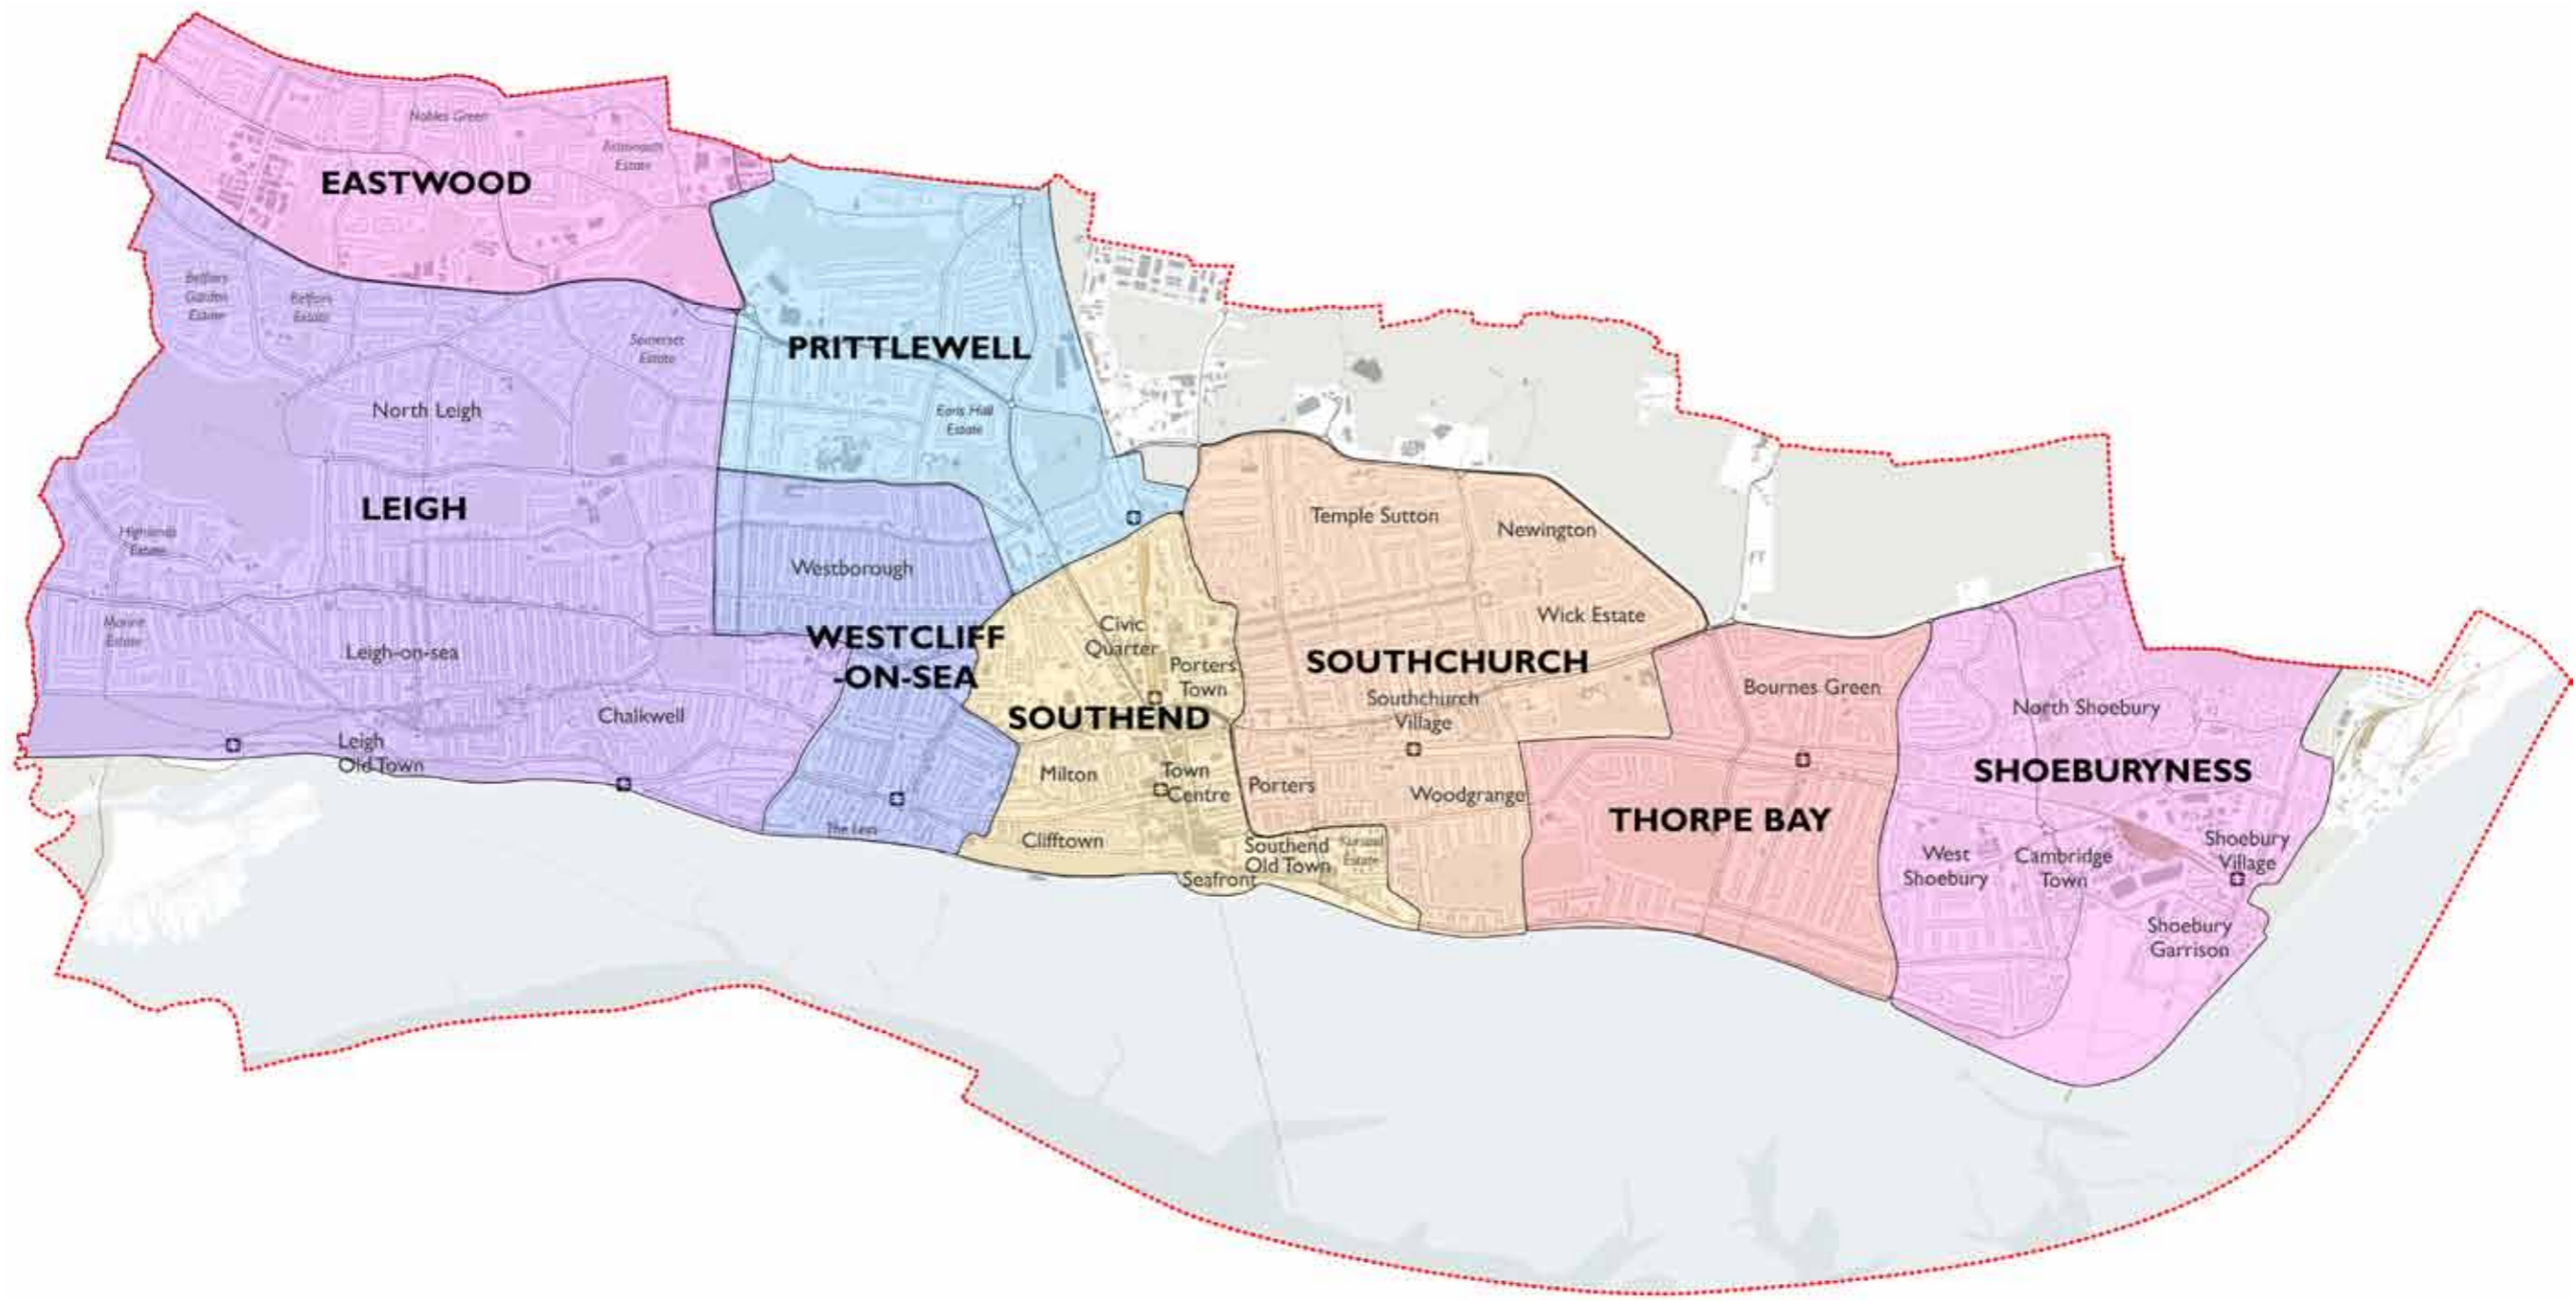 Nobles Green
Estate
EASTWOOD
Belfairs
Garden
Estate
Belfairs
Estate
Somerset
Estate
North Leigh
LEIGH
Highlands
Estate
Marine
Estate
Leigh-on-sea
Chalkwell
Leigh
Old Town
PRITTLEWELL
Earls Hall
Estate
Westborough
WESTCLIFF
-ON-SEA
The Leas
Civic
Quarter
Porters
Town
SOUTHEND
Milton
Town
Centre
Clifftown
Seafront
Southend
Old Town
Kursaal
Estate
Temple Sutton
Newington
Wick Estate
SOUTHCHURCH
Southchurch
Village
Porters
Woodgrange
Bournes Green
THORPE BAY
North Shoebury
SHOEBURYNESS
West
Shoebury
Cambridge
Town
Shoebury
Village
Shoebury
Garrison